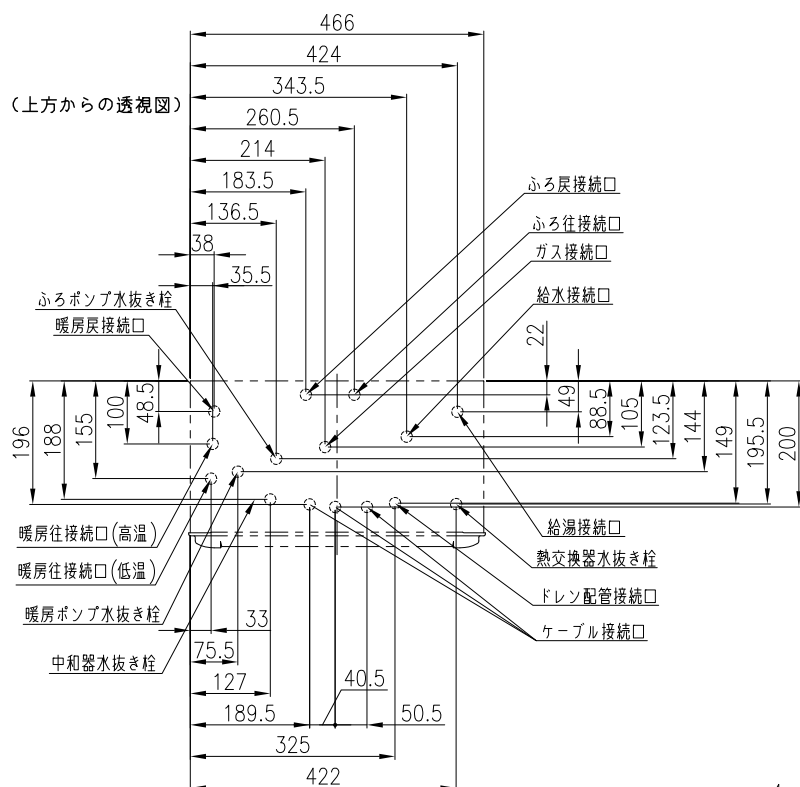 466
424
343.5
(上方からの透視図)
260.5
214
183.5
ふろ戻接続口
136.5
ふろ往接続口
38
ガス接続口
35.5
ふろポンプ水抜き栓
給水接続口
暖房戻接続口
22
196
188
155
100
48.5
49
88.5
105
123.5
144
149
195.5
200
暖房往接続口(高温)
給湯接続口
熱交換器水抜き栓
暖房往接続口(低温)
ドレン配管接続口
暖房ポンプ水抜き栓
33
ケーブル接続口
75.5
中和器水抜き栓
127
40.5
189.5
50.5
325
422